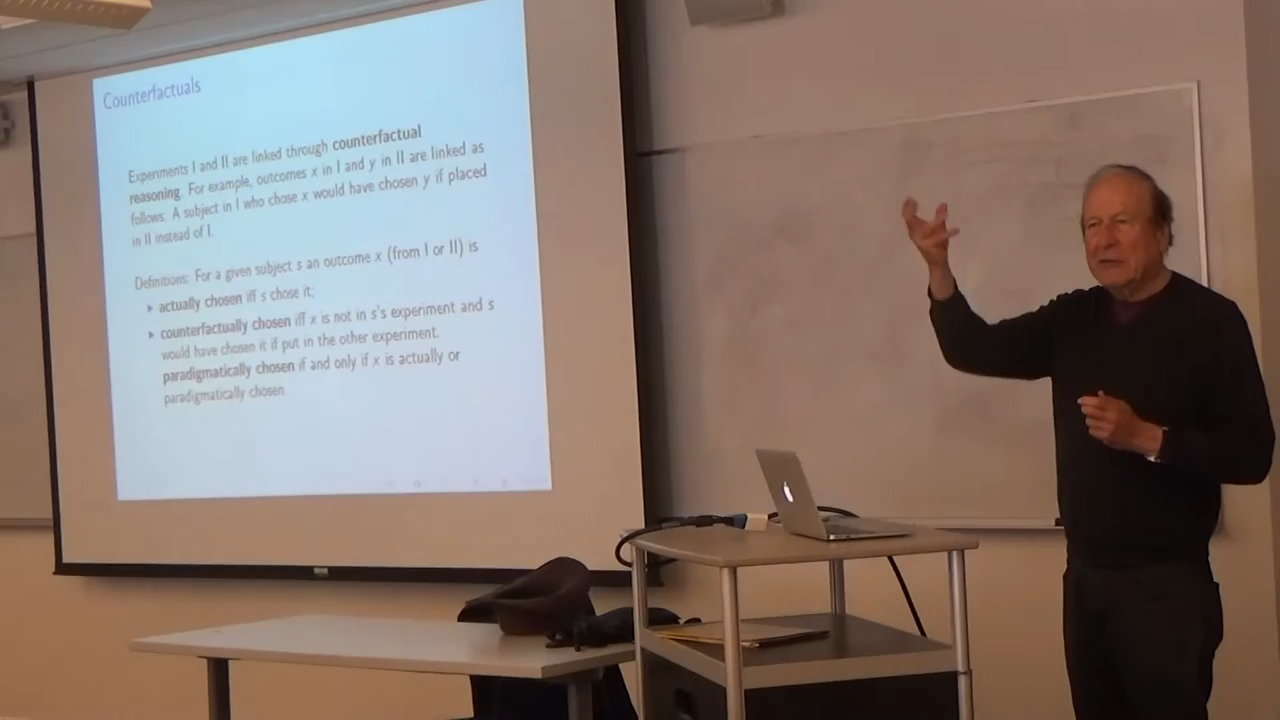 Counterfactuals
Experiments I and II are linked through counterfactual
reasoning. For example, outcomes x in I and y in II are linked as
follows: A subject in I who chose x would have chosen y if placed
in II instead of I.
Definitions: For a given subject s an outcome x (from I or II) is
actually chosen iff s chose it;
counterfactually chosen iff x is not in s's experiment and s
would have chosen it if put in the other experiment.
paradigmatically chosen if and only if x is actually or
paradigmatically chosen